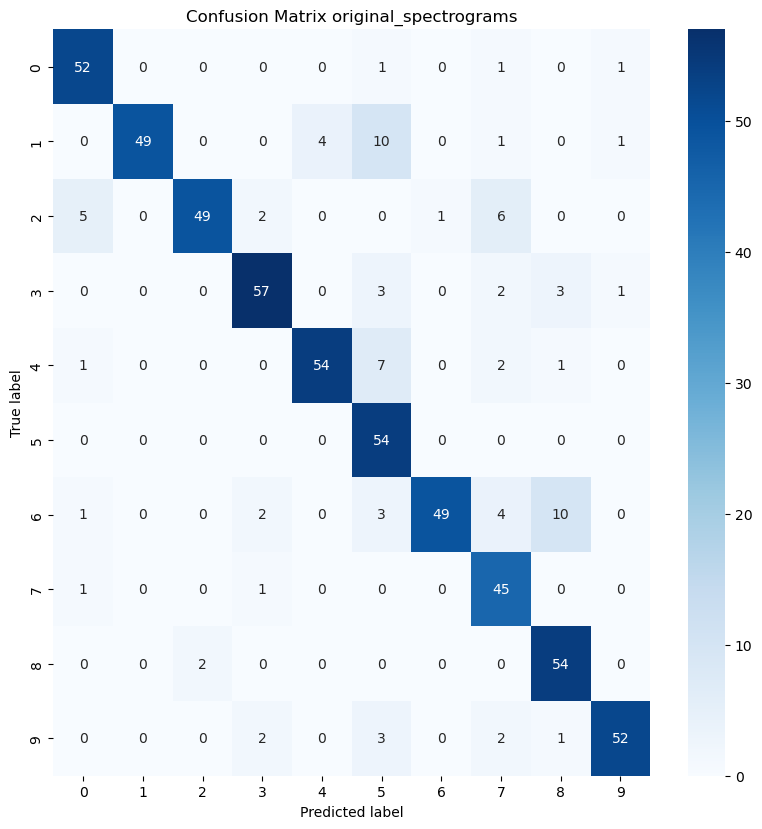 Confusion Matrix original_spectrograms
0 52 0 0 0 0 1 0 1 0 1
1 0 49 0 0 4 10 0 1 0 1
2 5 0 49 2 0 0 1 6 0 0
3 0 0 0 57 0 3 0 2 3 1
4 1 0 0 0 54 7 0 2 1 0
5 0 0 0 0 0 54 0 0 0 0
6 1 0 0 2 0 3 49 4 10 0
7 1 0 0 1 0 0 0 45 0 0
8 0 0 2 0 0 0 0 0 54 0
9 0 0 0 2 0 3 0 2 1 52
0 1 2 3 4 5 6 7 8 9
Predicted label
True label
50
40
30
20
10
0